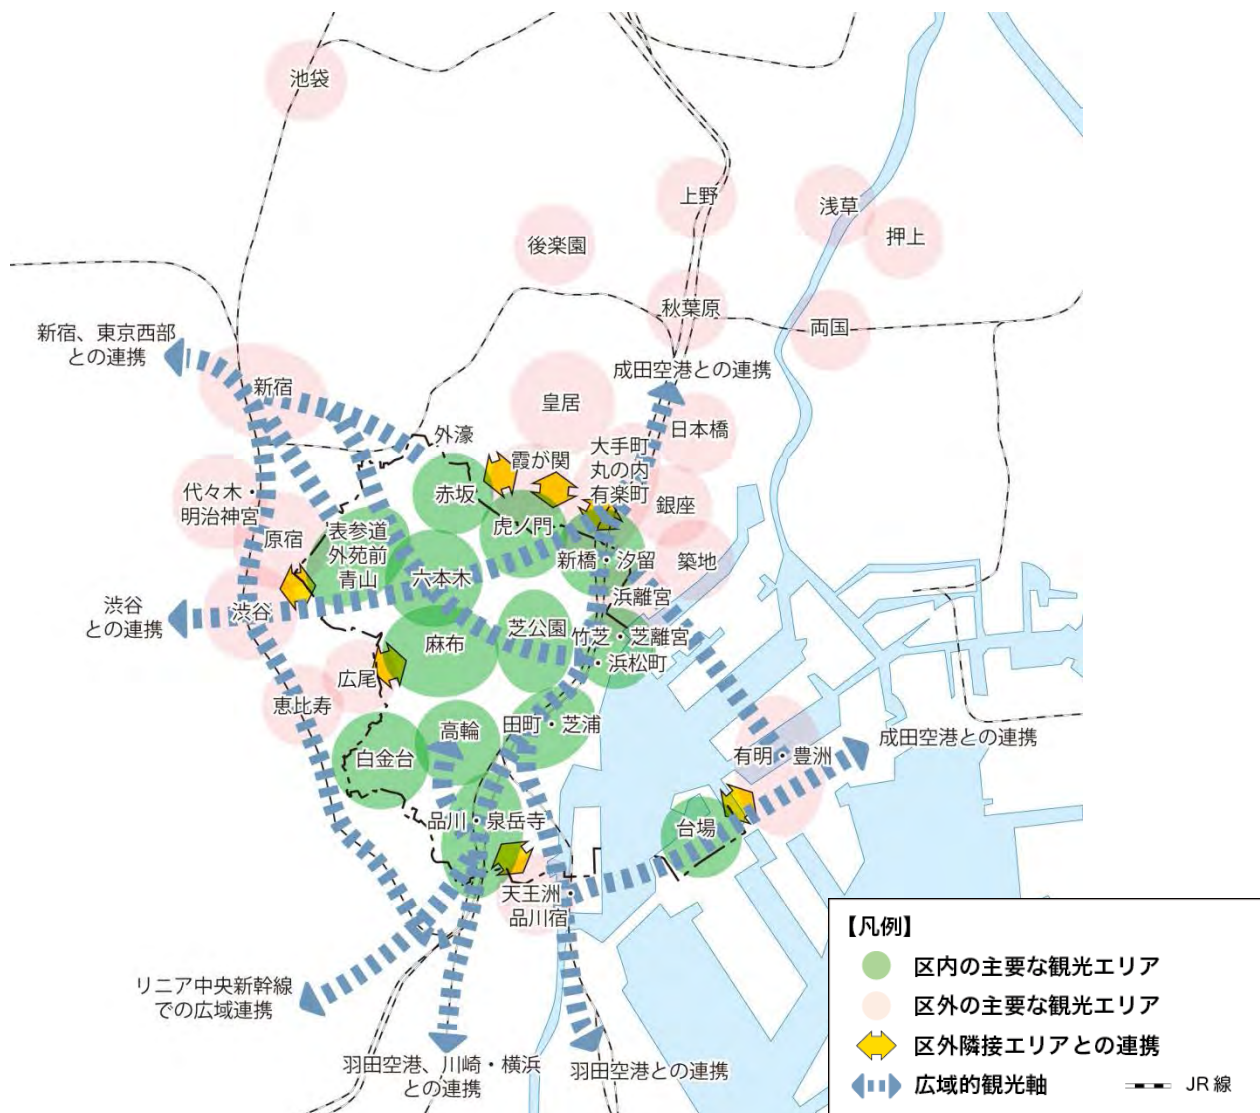 池袋
上野
浅草
押上
後楽園
秋葉原
両国
新宿、東京西部
との連携
成田空港との連携
新宿
皇居
日本橋
外濠
大手町
丸の内
有楽町
霞が関
代々木・
明治神宮
赤坂
銀座
原宿
表参道
外苑前
青山
虎ノ門
新橋・汐留
築地
六本木
浜離宮
渋谷
との連携
渋谷
芝公園
竹芝・芝離宮
・浜松町
麻布
広尾
恵比寿
高輪
田町・芝浦
白金台
有明・豊洲
成田空港との連携
品川・泉岳寺
台場
天王洲・
品川宿
リニア中央新幹線
での広域連携
羽田空港、川崎・横浜
との連携
羽田空港との連携
【凡例】
区内の主要な観光エリア
区外の主要な観光エリア
区外隣接エリアとの連携
広域的観光軸
JR線